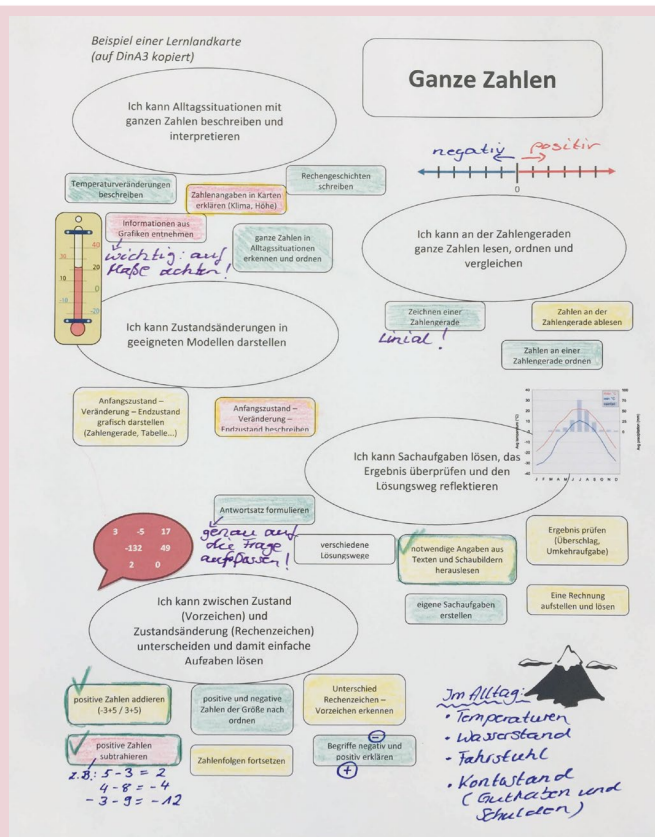 Beispiel einer Lernlandkarte
(auf DinA3 kopiert)
Ganze Zahlen
Ich kann Alltagssituationen mit
ganzen Zahlen beschreiben und
interpretieren
negativ
positiv
0
Temperaturveränderungen
beschreiben
Zahlenangaben in Karten
erklären (Klima, Höhe)
Rechengeschichten
schreiben
Informationen aus
Grafiken entnehmen
wichtig: auf
Maße achten!
ganze Zahlen in
Alltagssituationen
erkennen und ordnen
Ich kann an der Zahlengeraden
ganze Zahlen lesen, ordnen und
vergleichen
40
30
20
10
0
-10
-20
Ich kann Zustandsänderungen in
geeigneten Modellen darstellen
Zeichnen einer
Zahlengerade
Linial!
Zahlen an der
Zahlengerade ablesen
Zahlen an einer
Zahlengerade ordnen
Anfangszustand –
Veränderung – Endzustand
grafisch darstellen
(Zahlengerade, Tabelle...)
Anfangszustand –
Veränderung –
Endzustand beschreiben
Ich kann Sachaufgaben lösen, das
Ergebnis überprüfen und den
Lösungsweg reflektieren
J F M A M J J A S O N D
Antwortsatz formulieren
genau auf
die Frage
aufpassen!
verschiedene
Lösungswege
notwendige Angaben aus
Texten und Schaubildern
herauslesen
Ergebnis prüfen
(Überschlag,
Umkehraufgabe)
eigene Sachaufgaben
erstellen
Eine Rechnung
aufstellen und lösen
3 -5 17
-132 49
2 0
Ich kann zwischen Zustand
(Vorzeichen) und
Zustandsänderung (Rechenzeichen)
unterscheiden und damit einfache
Aufgaben lösen
positive Zahlen addieren
(-3+5 / 3+5)
positive und negative
Zahlen der Größe nach
ordnen
Unterschied
Rechenzeichen –
Vorzeichen erkennen
positive Zahlen
subtrahieren
z.B.: 5 - 3 = 2
4 - 8 = -4
- 3 - 9 = -12
Zahlenfolgen fortsetzen
-
Begriffe negativ und
positiv erklären
+
Im Alltag:
• Temperaturen
• Wasserstand
• Fahrstuhl
• Kontostand
(Guthaben und
Schulden)